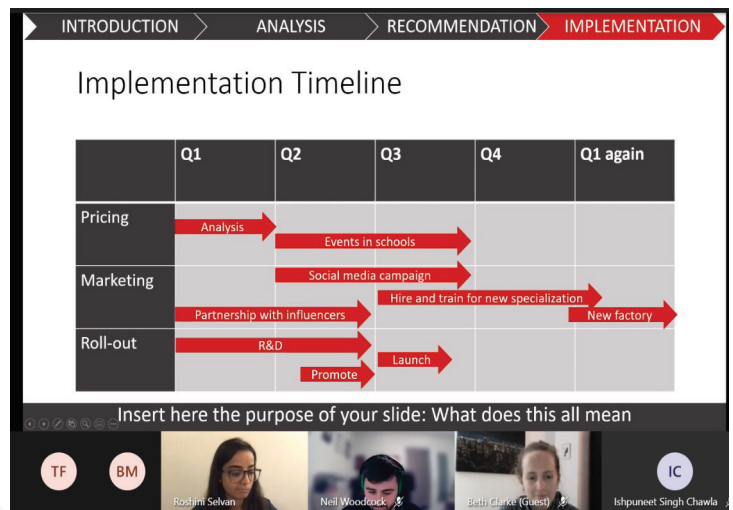 INTRODUCTION ANALYSIS RECOMMENDATION IMPLEMENTATION
Implementation Timeline
Q1 Q2 Q3 Q4 Q1 again
Pricing
Analysis
Events in schools
Marketing
Social media campaign
Hire and train for new specialization
Partnership with influencers
New factory
Roll-out
R&D
Launch
Promote
Insert here the purpose of your slide: What does this all mean
TF BM IC
Roshini Selvan Neil Woodcock Beth Clarke (Guest) Ishpuneet Singh Chawla